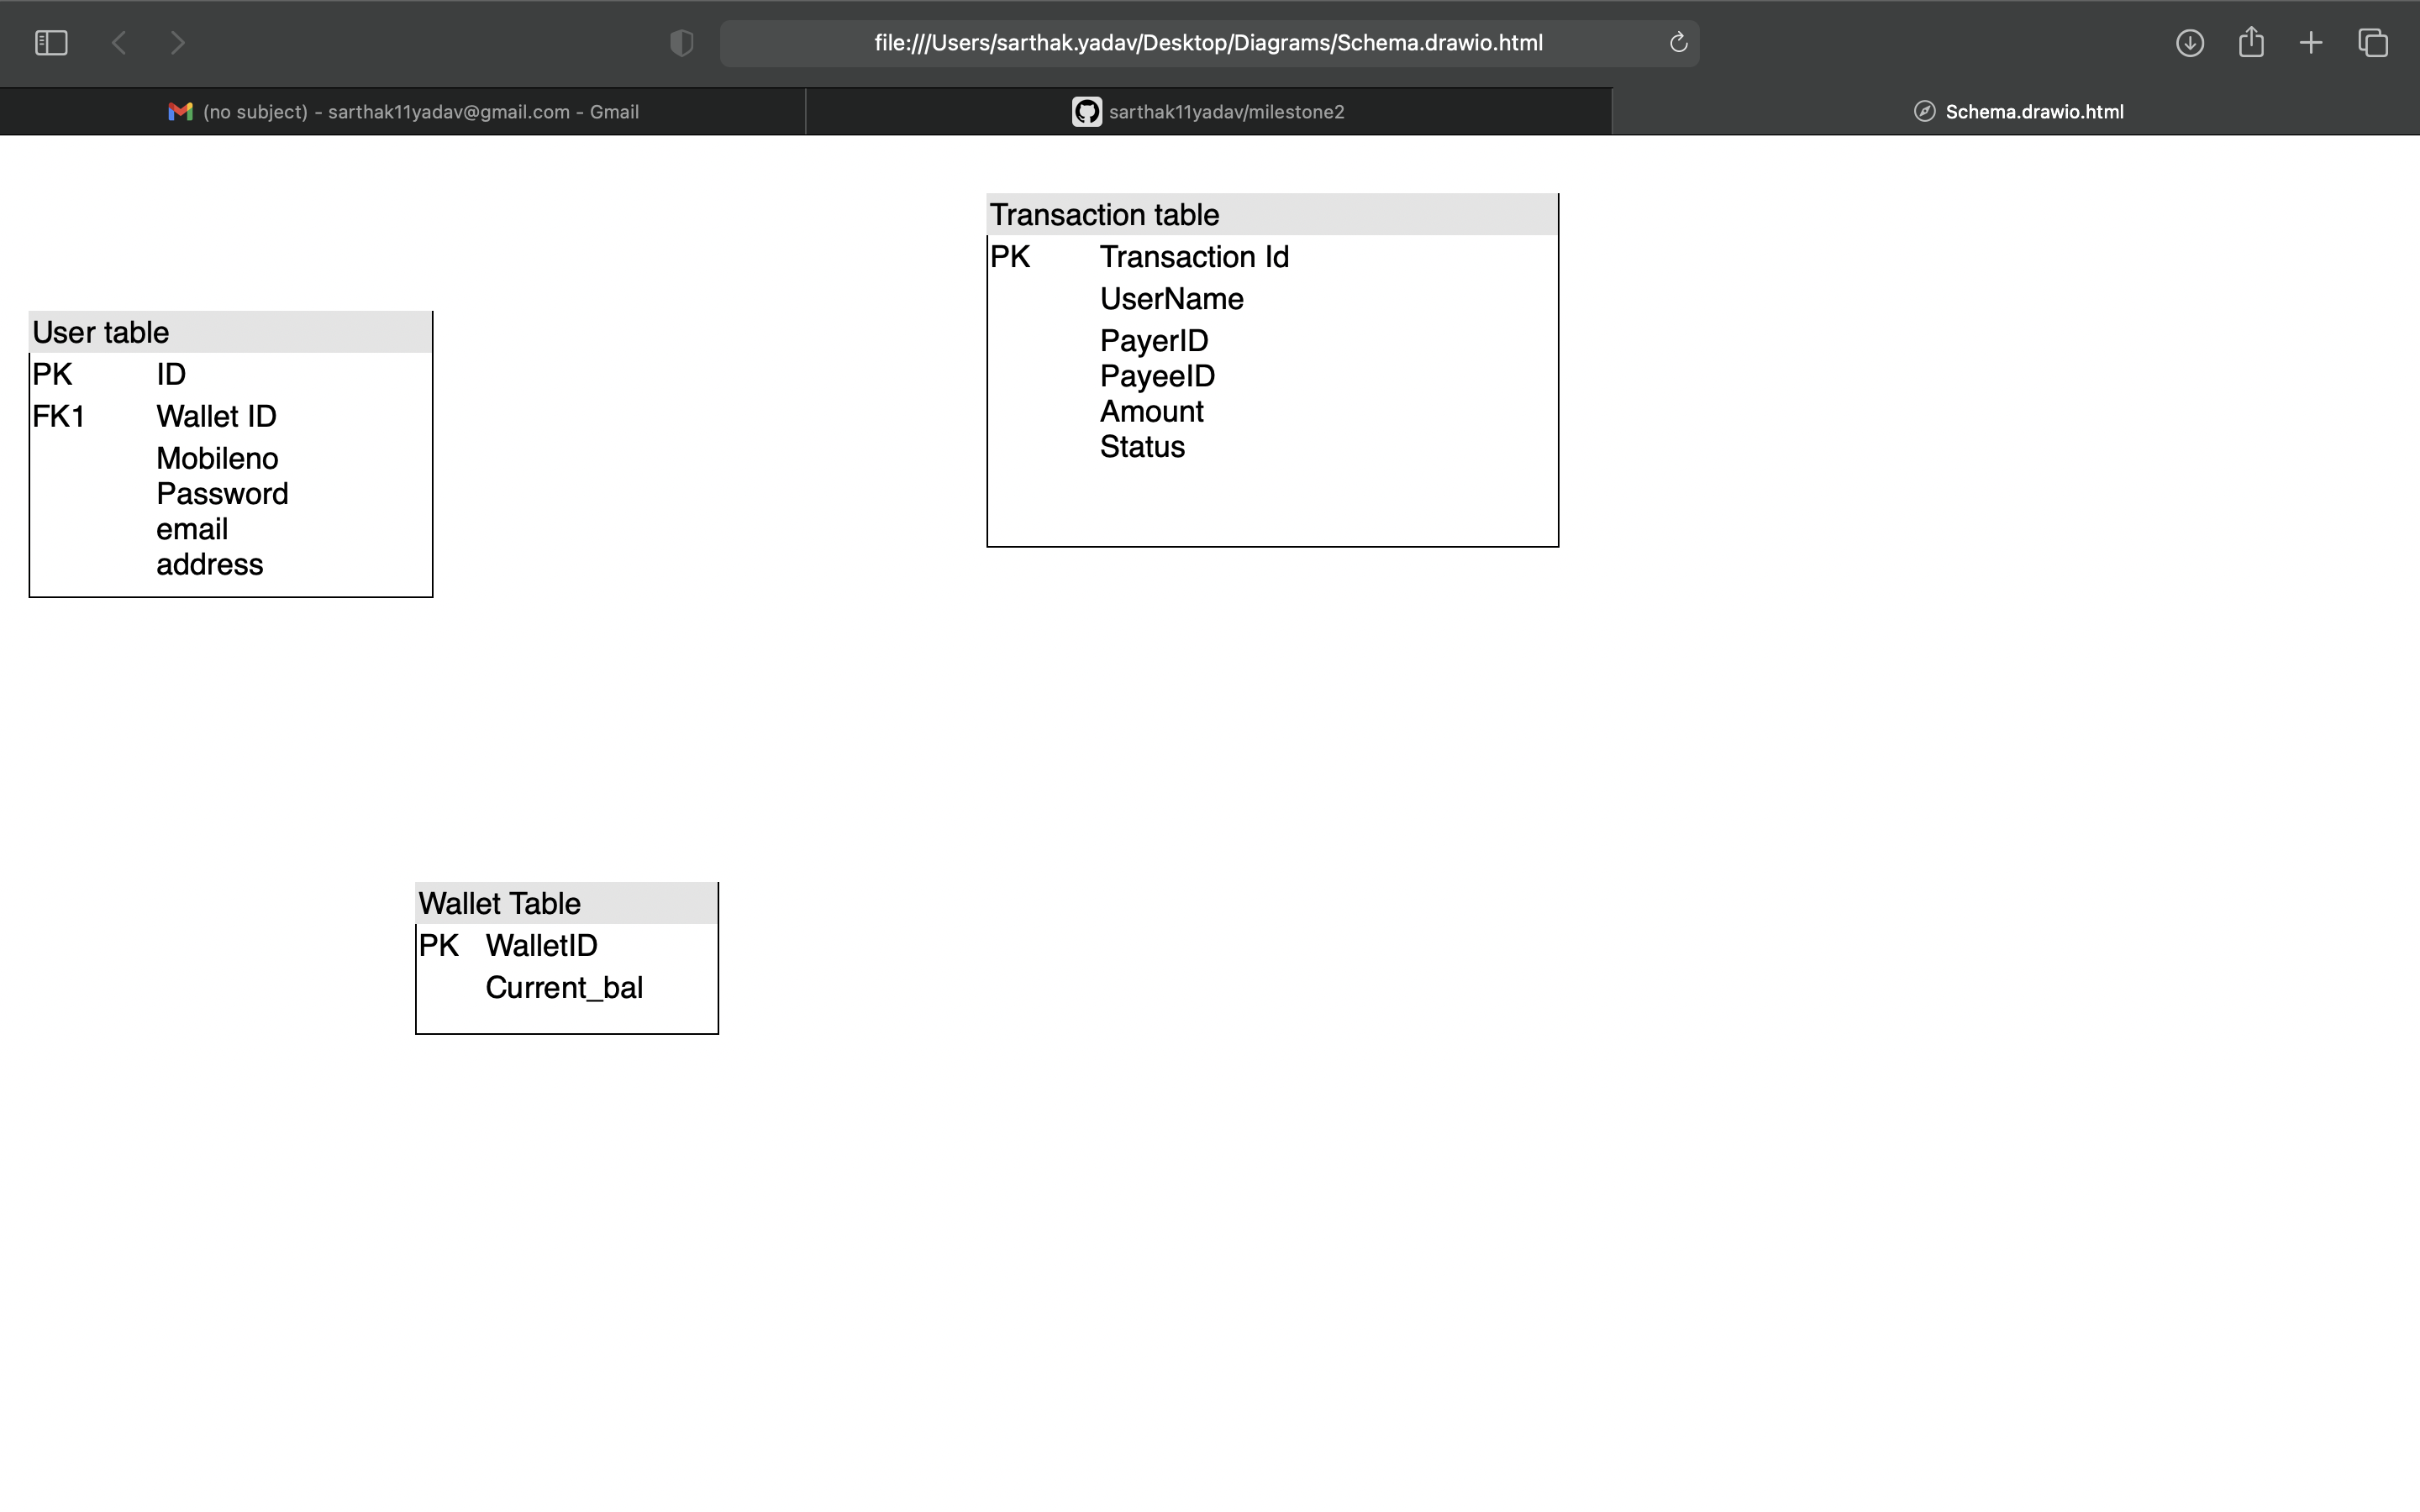 file:///Users/sarthak.yadav/Desktop/Diagrams/Schema.drawio.html
(no subject) - sarthak11yadav@gmail.com - Gmail
sarthak11yadav/milestone2
Schema.drawio.html
User table
PK ID
FK1 Wallet ID
Mobileno
Password
email
address
Transaction table
PK Transaction Id
UserName
PayerID
PayeeID
Amount
Status
Wallet Table
PK WalletID
Current_bal